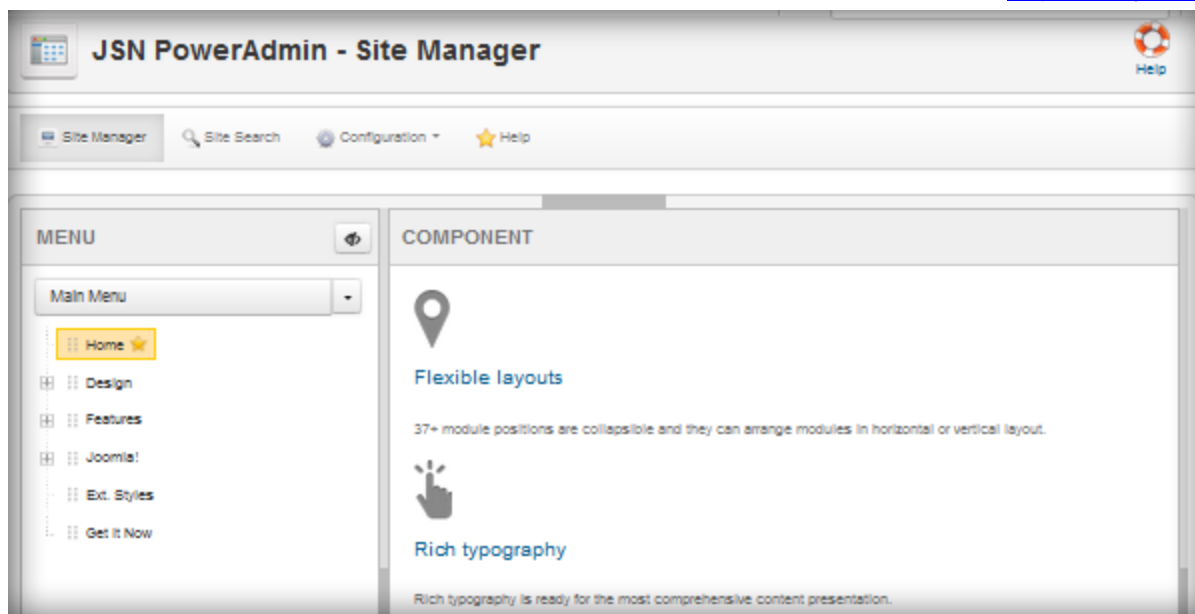 JSN PowerAdmin - Site Manager
Help
Site Manager Site Search Configuration Help
MENU
Main Menu
Home
Design
Features
Joomla!
Ext. Styles
Get It Now
COMPONENT
Flexible layouts
37+ module positions are collapsible and they can arrange modules in horizontal or vertical layout.
Rich typography
Rich typography is ready for the most comprehensive content presentation.